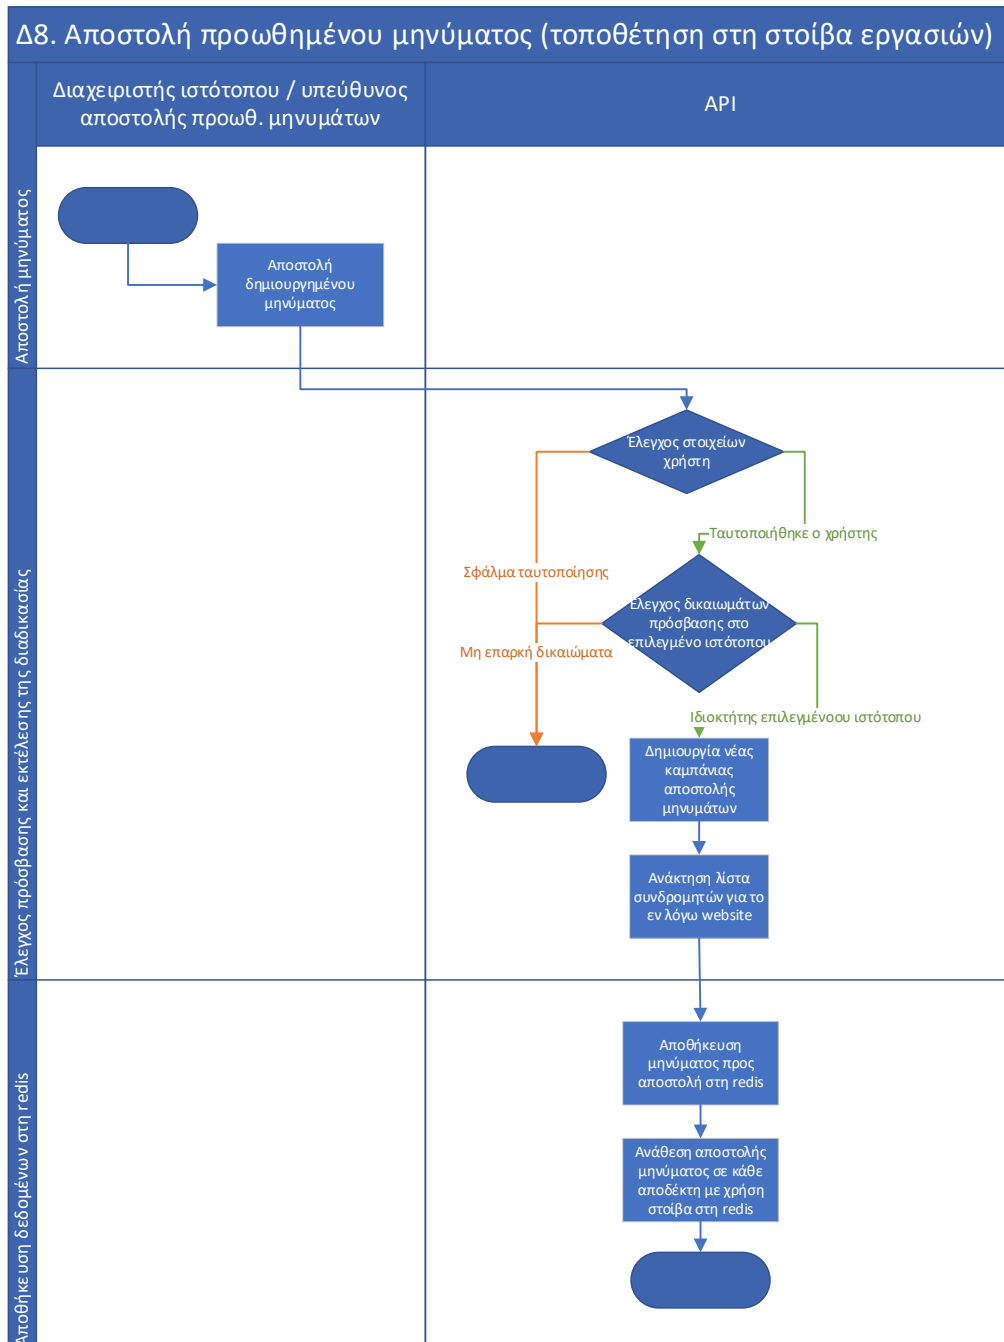 Δ8. Αποστολή προωθημένου μηνύματος (τοποθέτηση στη στοίβα εργασιών)
Διαχειριστής ιστότοπου / υπεύθυνος
αποστολής προωθ. μηνυμάτων
API
Αποστολή μηνύματος
Αποστολή
δημιουργημένου
μηνύματος
Έλεγχος πρόσβασης και εκτέλεσης της διαδικασίας
Έλεγχος στοιχείων
χρήστη
Ταυτοποιήθηκε ο χρήστης
Σφάλμα ταυτοποίησης
Έλεγχος δικαιωμάτων
πρόσβασης στο
επιλεγμένο ιστότοπου
Μη επαρκή δικαιώματα
Ιδιοκτήτης επιλεγμένοου ιστότοπου
Δημιουργία νέας
καμπάνιας
αποστολής
μηνυμάτων
Ανάκτηση λίστα
συνδρομητών για το
εν λόγω website
Αποθήκευση δεδομένων στη redis
Αποθήκευση
μηνύματος προς
αποστολή στη redis
Ανάθεση αποστολής
μηνύματος σε κάθε
αποδέκτη με χρήση
στοίβα στη redis